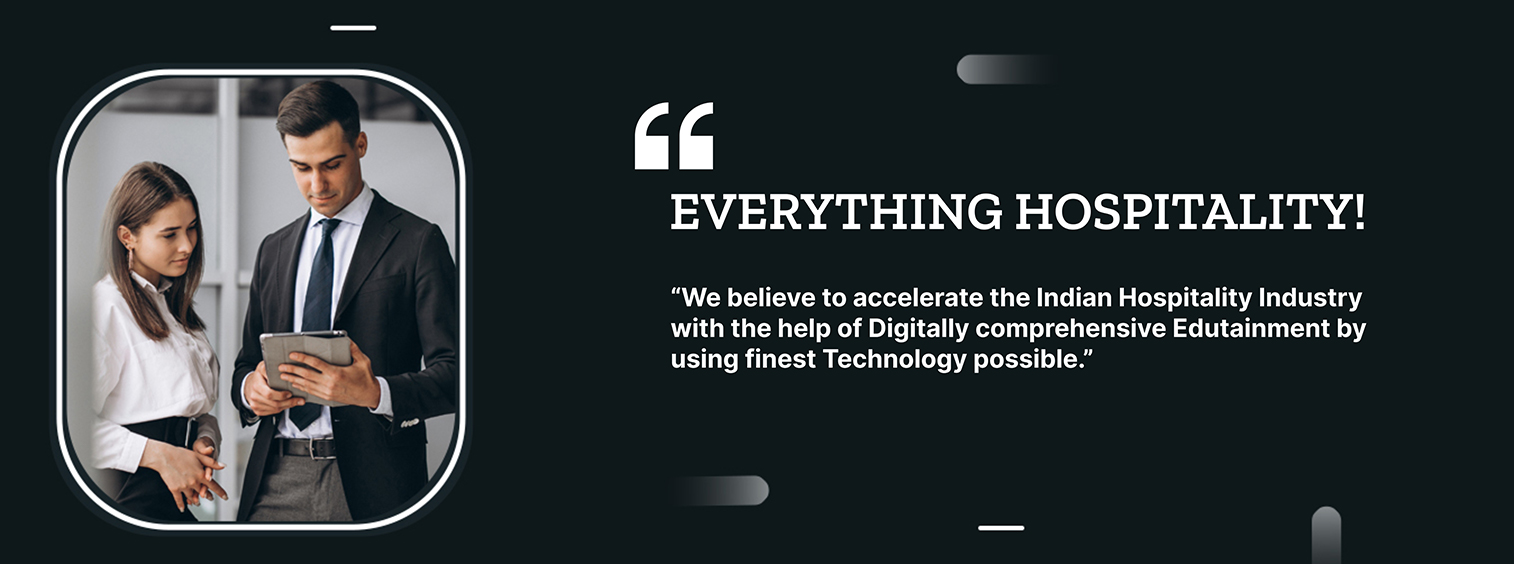 EVERYTHING HOSPITALITY!
“We believe to accelerate the Indian Hospitality Industry
with the help of Digitally comprehensive Edutainment by
using finest Technology possible.”